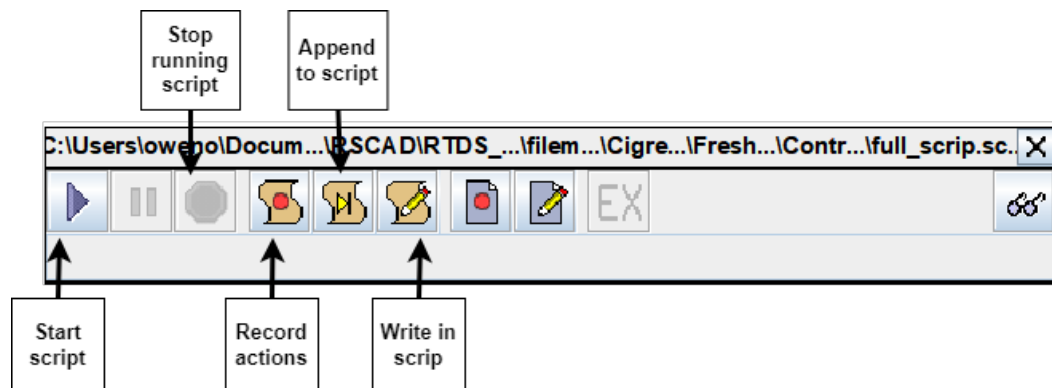 Stop
running
script
Append
to script
C:\Users\oweno\Docum...\RSCAD\RTDS_...\filem...\Cigre...\Fresh...\Contr...\full_scrip.sc..
EX
Start
script
Record
actions
Write in
scrip